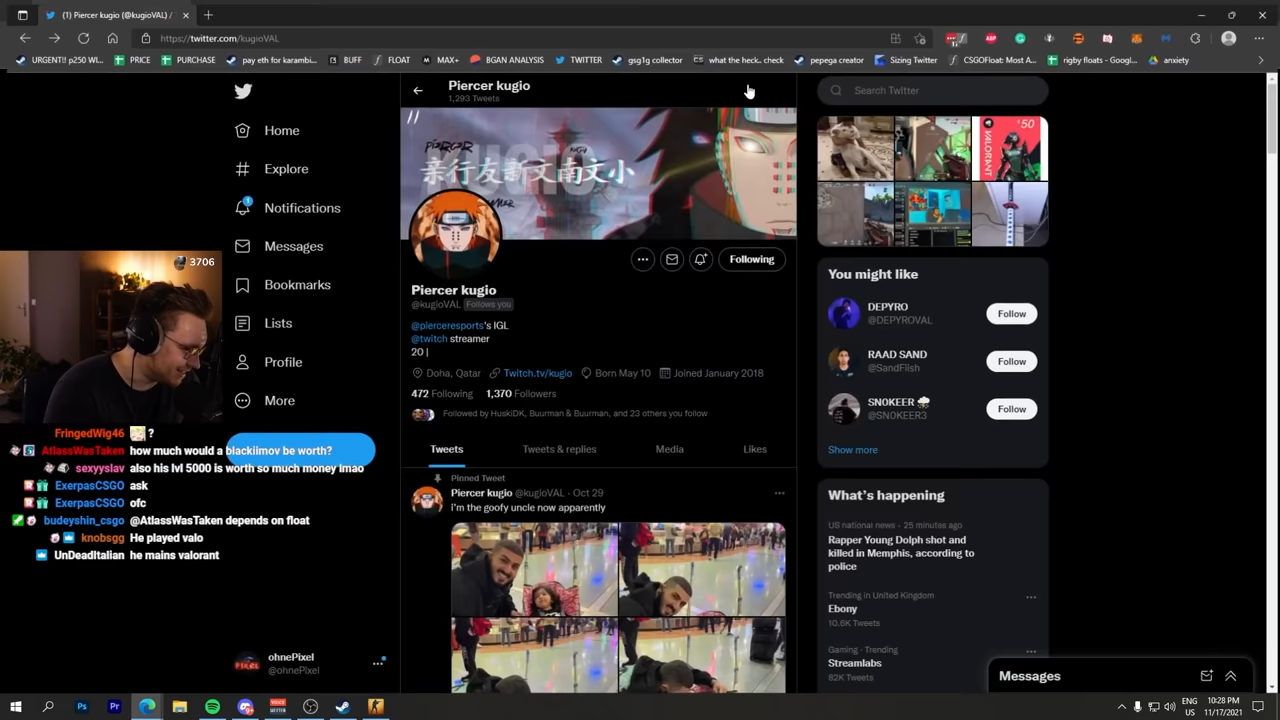 (1) Piercer kugio (@kugioVAL) /
https://twitter.com/kugioVAL
URGENT!! p250 WI...
PRICE
PURCHASE
pay eth for karambi...
BUFF
FLOAT
MAX+
BGAN ANALYSIS
TWITTER
gsg1g collector
what the heck.. check
pepega creator
Sizing Twitter
CSGOFloat: Most A...
rigby floats - Googl...
anxiety
Home
Explore
1
Notifications
Messages
Bookmarks
Lists
Profile
More
3706
FringedWig46 ?
AtlassWasTaken how much would a blackiimov be worth?
sexyyslav also his lvl 5000 is worth so much money lmao
ExerpasCSGO ask
ExerpasCSGO ofc
budeyshin_csgo @AtlassWasTaken depends on float
knobsgg He played valo
UnDeadItalian he mains valorant
ohnePixel
@ohnePixel
Piercer kugio
1,293 Tweets
//
Following
Piercer kugio
@kugioVAL Follows you
@pierceresports's IGL
@twitch streamer
20 |
Doha, Qatar Twitch.tv/kugio Born May 10 Joined January 2018
472 Following 1,370 Followers
Followed by HuskiDK, Buurman & Buurman, and 23 others you follow
Tweets Tweets & replies Media Likes
Pinned Tweet
Piercer kugio @kugioVAL · Oct 29
i'm the goofy uncle now apparently
Search Twitter
VALORANT
50
You might like
DEPYRO
@DEPYROVAL
Follow
RAAD SAND
@SandFiish
Follow
SN0KEER
@SN0KEER3
Follow
Show more
What's happening
US national news · 25 minutes ago
Rapper Young Dolph shot and
killed in Memphis, according to
police
Trending in United Kingdom
Ebony
10.6K Tweets
Gaming · Trending
Streamlabs
82K Tweets
Messages
ENG
US
10:28 PM
11/17/2021